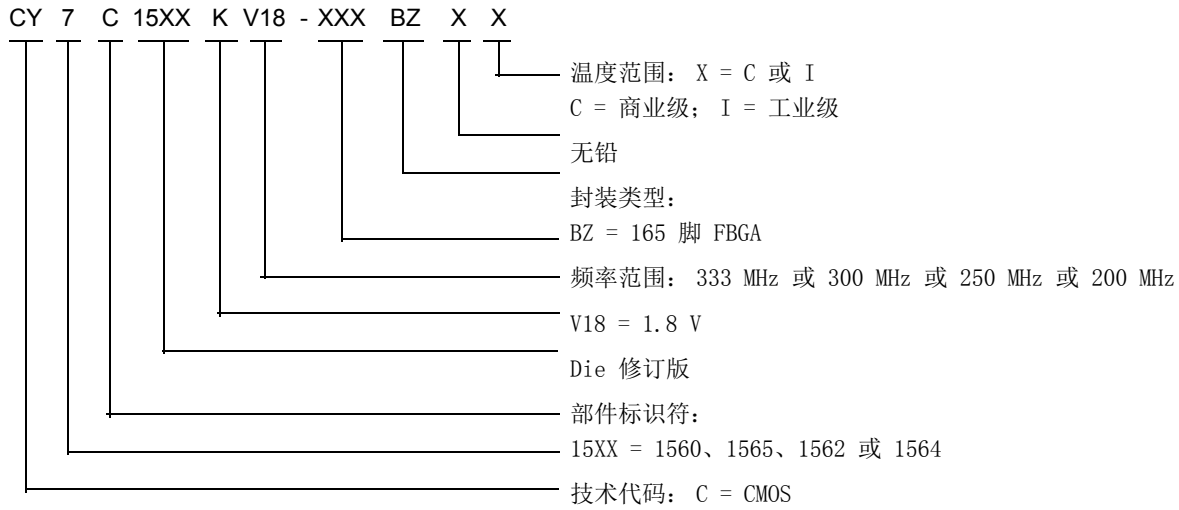 CY 7 C 15XX K V18 - XXX BZ X X
温度范围: X = C 或 I
C = 商业级; I = 工业级
无铅
封装类型:
BZ = 165 脚 FBGA
频率范围: 333 MHz 或 300 MHz 或 250 MHz 或 200 MHz
V18 = 1.8 V
Die 修订版
部件标识符:
15XX = 1560、1565、1562 或 1564
技术代码: C = CMOS